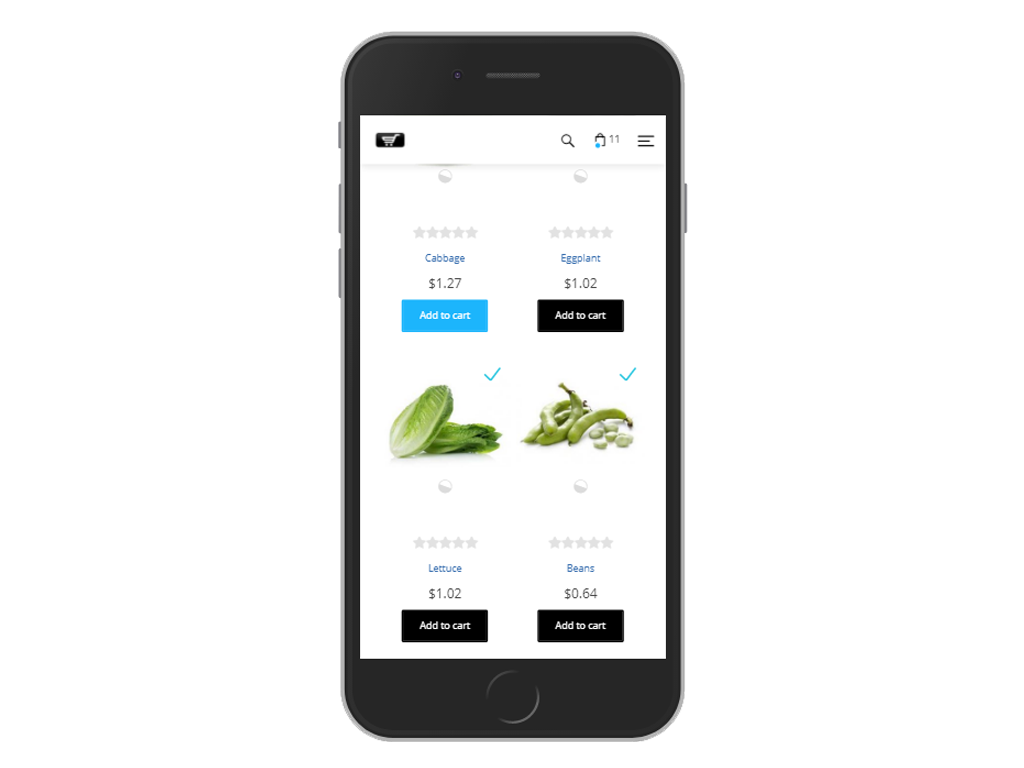 11
Cabbage
Eggplant
$1.27
$1.02
Add to cart
Add to cart
Lettuce
Beans
$1.02
$0.64
Add to cart
Add to cart